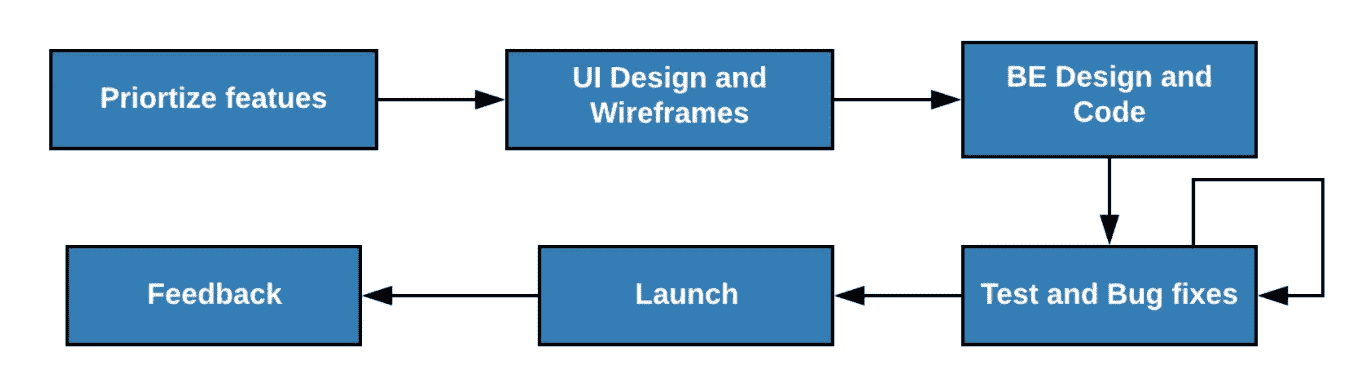 Priortize featues
UI Design and
Wireframes
BE Design and
Code
Feedback
Launch
Test and Bug fixes